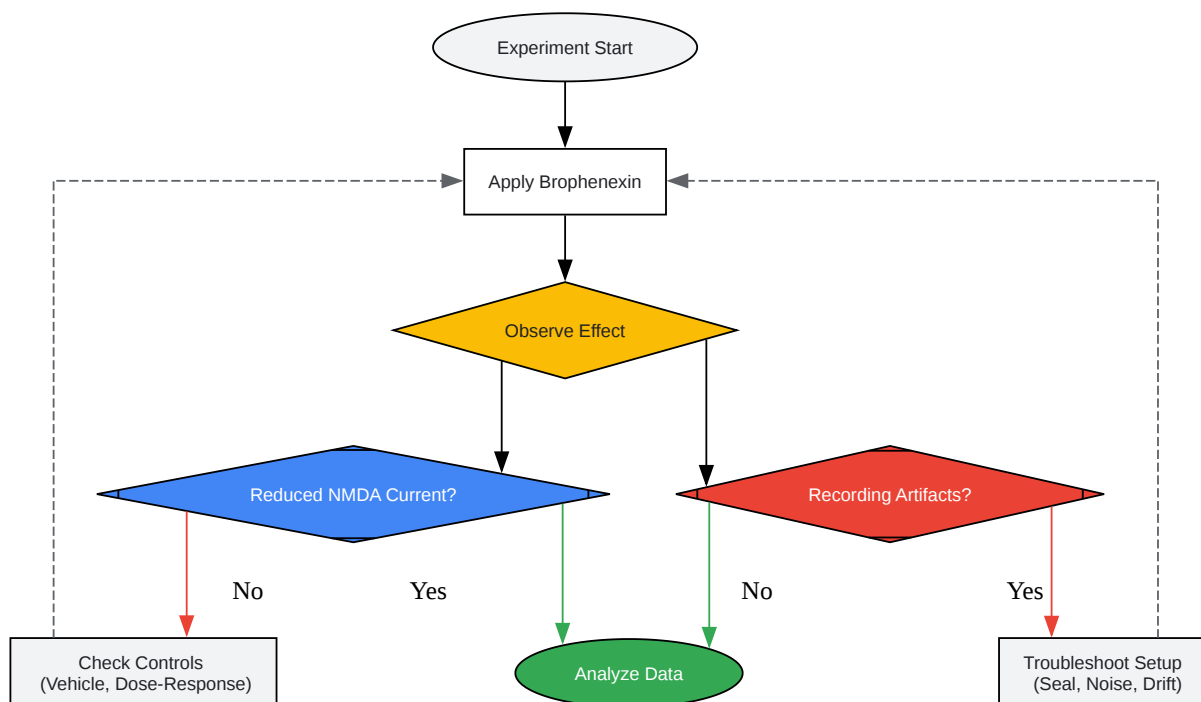 Experiment Start
Apply Brophenexin
Observe Effect
Reduced NMDA Current?
Recording Artifacts?
No
Yes
No
Yes
Check Controls
(Vehicle, Dose-Response)
Analyze Data
Troubleshoot Setup
(Seal, Noise, Drift)